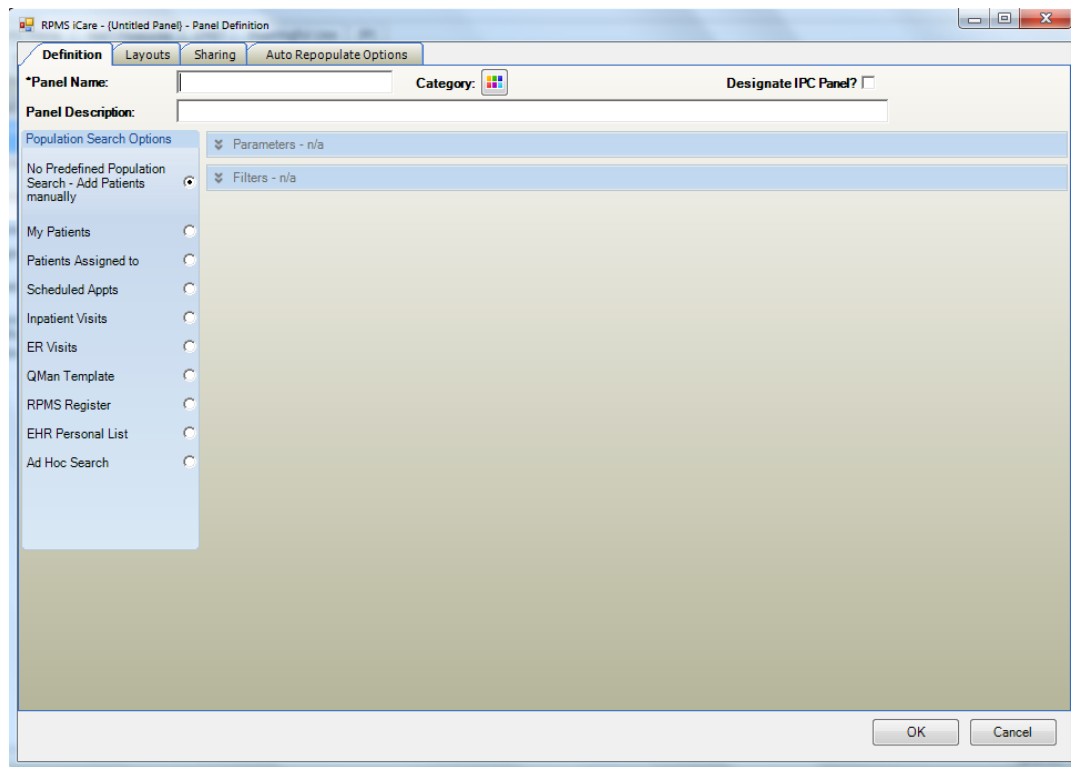 RPMS iCare - {Untitled Panel} - Panel Definition
Definition Layouts Sharing Auto Repopulate Options
*Panel Name: Category: Designate IPC Panel?
Panel Description:
Population Search Options
Parameters - n/a
No Predefined Population
Search - Add Patients
manually
Filters - n/a
My Patients
Patients Assigned to
Scheduled Appts
Inpatient Visits
ER Visits
QMan Template
RPMS Register
EHR Personal List
Ad Hoc Search
OK Cancel